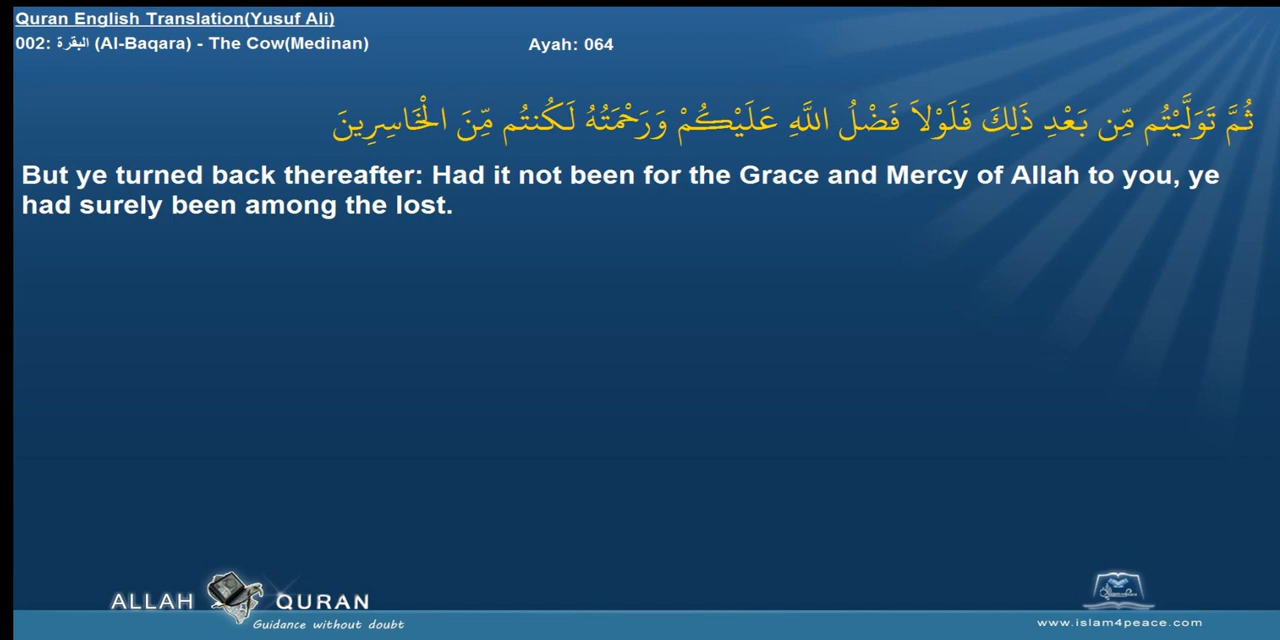 Quran English Translation(Yusuf Ali)
002: البقرة (Al-Baqara) - The Cow(Medinan) Ayah: 064
ثُمَّ تَوَلَّيْتُم مِّن بَعْدِ ذَلِكَ فَلَوْلاَ فَضْلُ اللَّهِ عَلَيْكُمْ وَرَحْمَتُهُ لَكُنتُم مِّنَ الْخَاسِرِينَ
But ye turned back thereafter: Had it not been for the Grace and Mercy of Allah to you, ye
had surely been among the lost.
ALLAH QURAN
Guidance without doubt
www.islam4peace.com